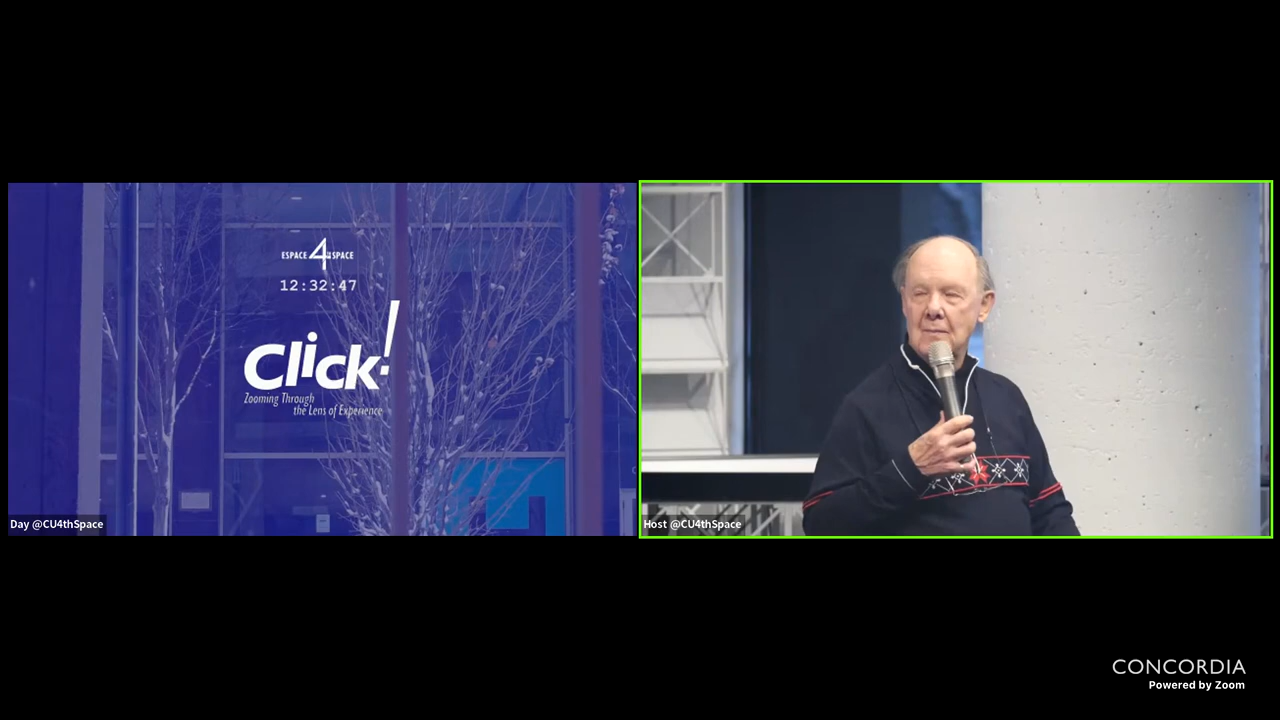 ESPACE 4TH SPACE
12:32:47
Click!
Zooming Through
the Lens of Experience
Day @CU4thSpace
Host @CU4thSpace
CONCORDIA
Powered by Zoom